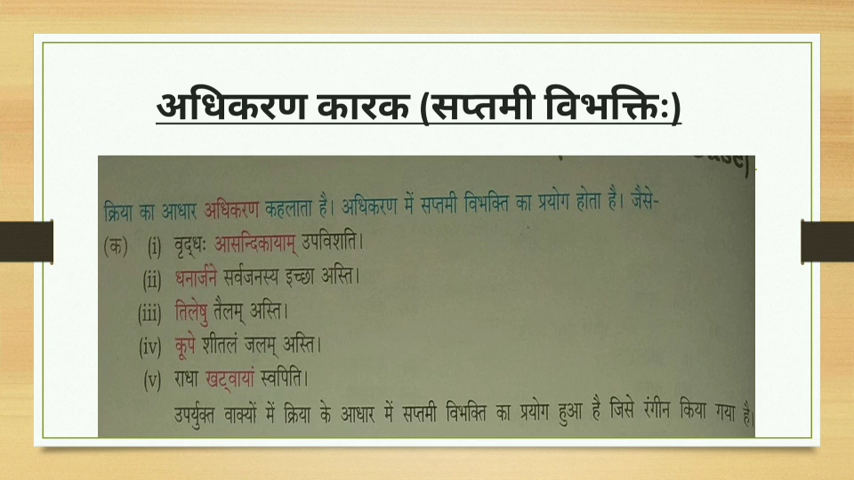 अधिकरण कारक (सप्तमी विभक्तिः)
क्रिया का आधार अधिकरण कहलाता है। अधिकरण में सप्तमी विभक्ति का प्रयोग होता है। जैसे-
(क) (i) वृद्धः आसन्दिकायाम् उपविशति।
(ii) धनार्जने सर्वजनस्य इच्छा अस्ति।
(iii) तिलेषु तैलम् अस्ति।
(iv) कूपे शीतलं जलम् अस्ति।
(v) राधा खट्वायां स्वपिति।
उपर्युक्त वाक्यों में क्रिया के आधार में सप्तमी विभक्ति का प्रयोग हुआ है जिसे रंगीन किया गया है।